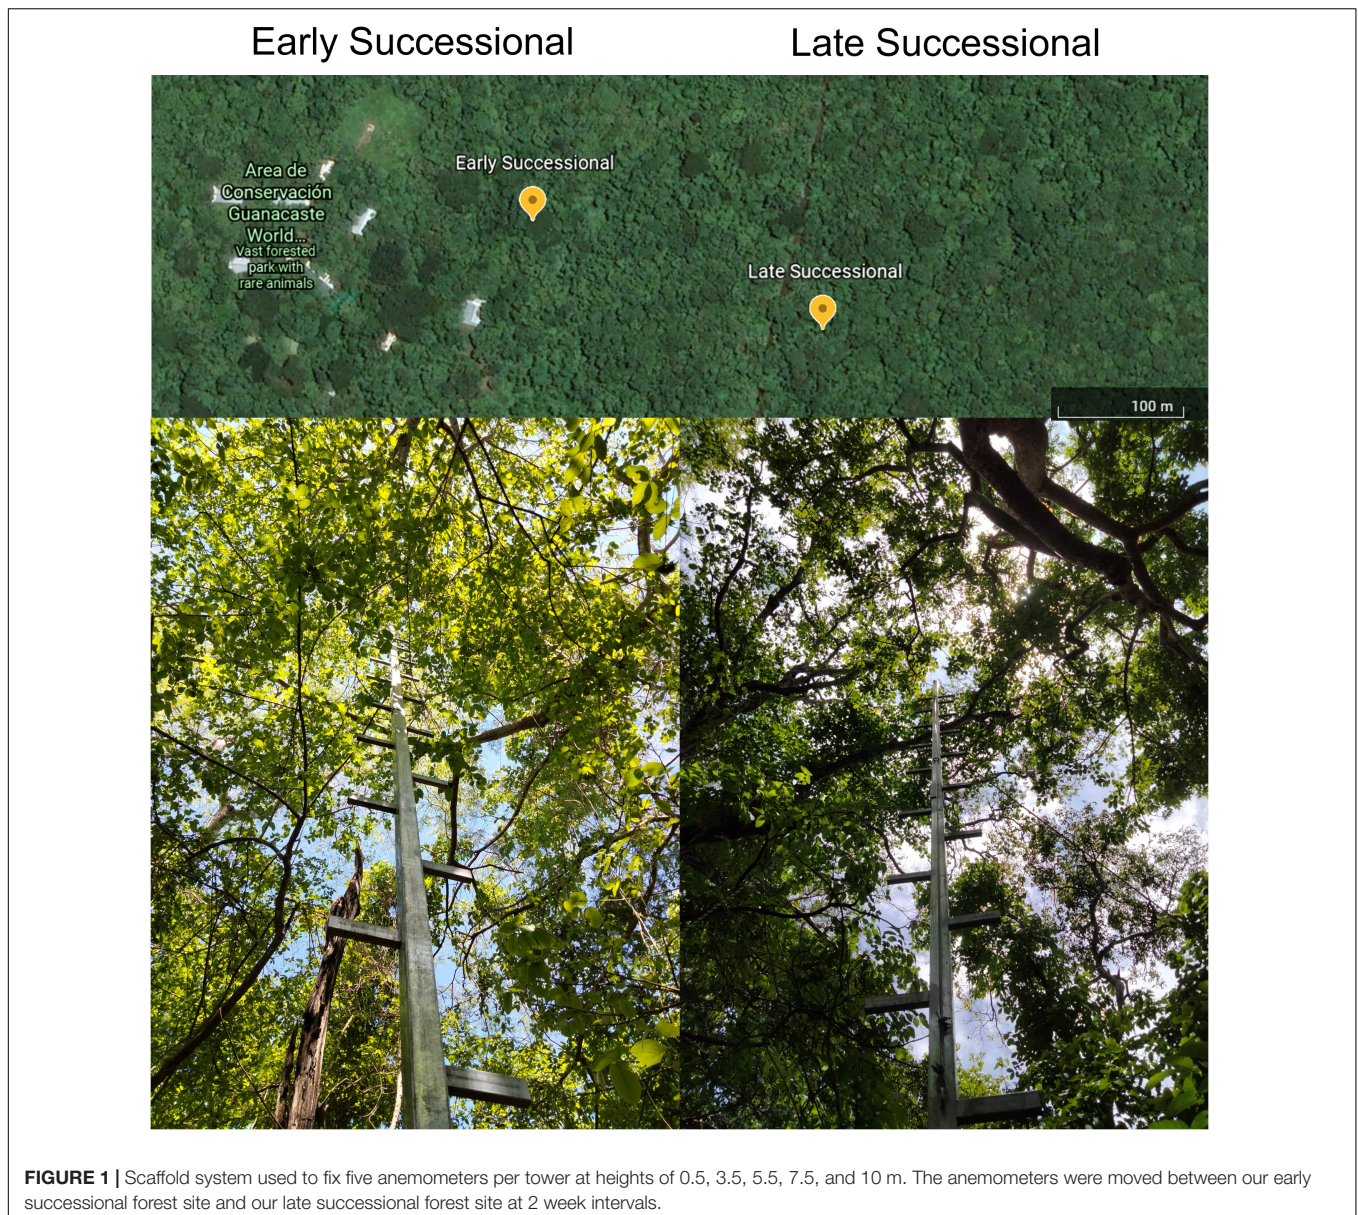 Early Successional
Late Successional
Area de
Conservación
Guanacaste
World...
Vast forested
park with
rare animals
Early Successional
Late Successional
100 m
FIGURE 1 | Scaffold system used to fix five anemometers per tower at heights of 0.5, 3.5, 5.5, 7.5, and 10 m. The anemometers were moved between our early
successional forest site and our late successional forest site at 2 week intervals.